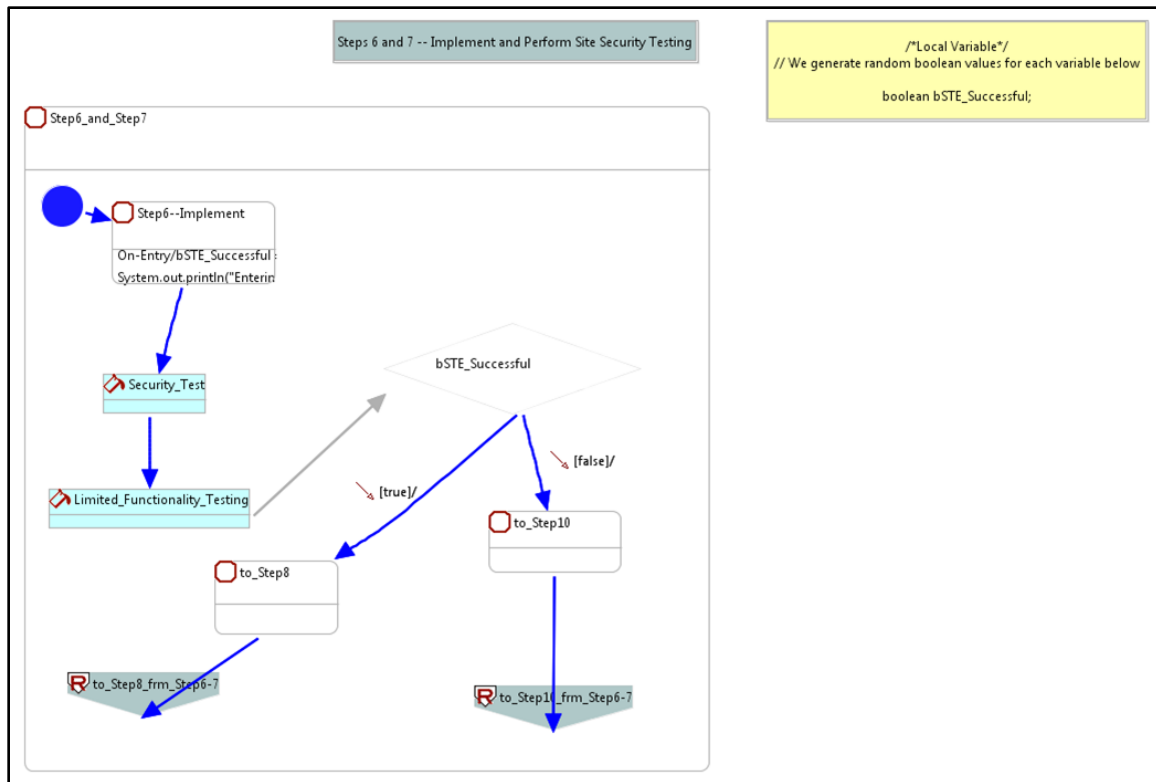 Steps 6 and 7 -- Implement and Perform Site Security Testing
/*Local Variable*/
// We generate random boolean values for each variable below
boolean bSTE_Successful;
Step6_and_Step7
Step6--Implement
On-Entry/bSTE_Successful
System.out.println("Enterin
bSTE_Successful
Security_Test
[false]/
[true]/
Limited_Functionality_Testing
to_Step10
to_Step8
to_Step8_frm_Step6-7
R
to_Step10_frm_Step6-7
R